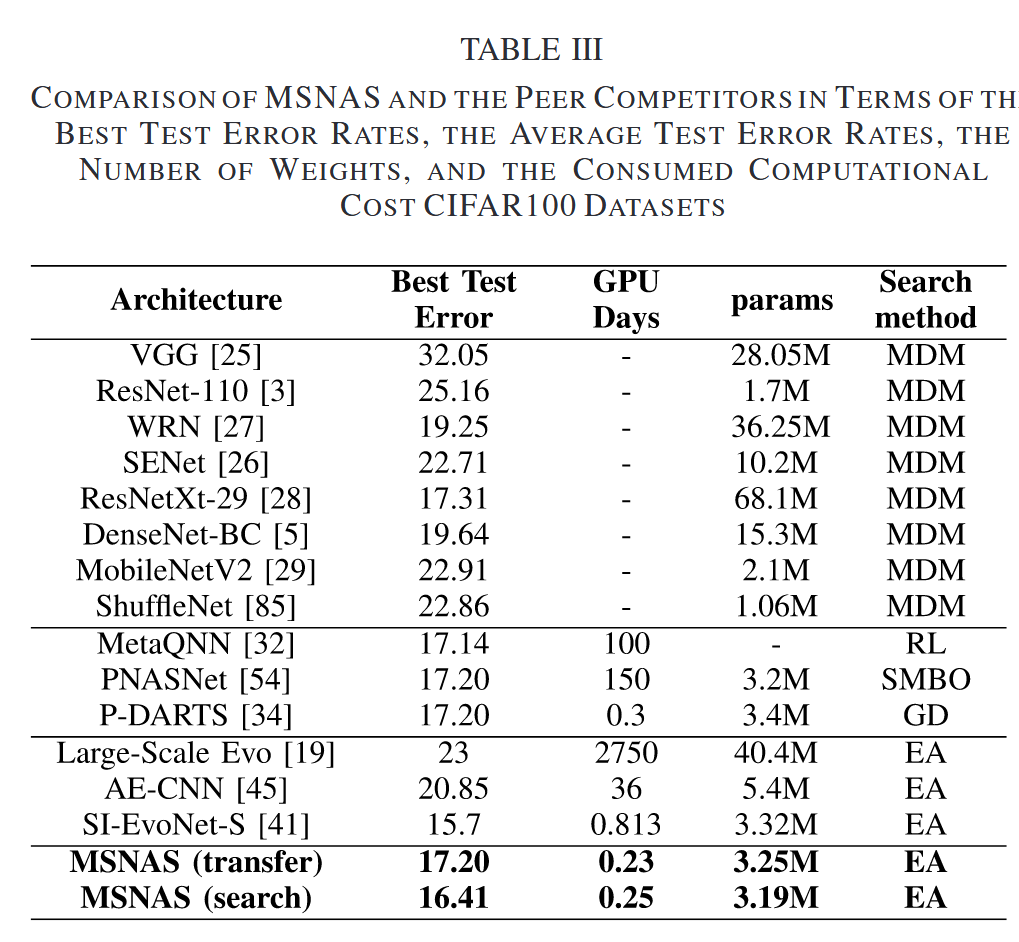 TABLE III
COMPARISON OF MSNAS AND THE PEER COMPETITORS IN TERMS OF TH
BEST TEST ERROR RATES, THE AVERAGE TEST ERROR RATES, THE
NUMBER OF WEIGHTS, AND THE CONSUMED COMPUTATIONAL
COST CIFAR100 DATASETS
Architecture Best Test Error GPU Days params Search method
VGG [25] 32.05 - 28.05M MDM
ResNet-110 [3] 25.16 - 1.7M MDM
WRN [27] 19.25 - 36.25M MDM
SENet [26] 22.71 - 10.2M MDM
ResNetXt-29 [28] 17.31 - 68.1M MDM
DenseNet-BC [5] 19.64 - 15.3M MDM
MobileNetV2 [29] 22.91 - 2.1M MDM
ShuffleNet [85] 22.86 - 1.06M MDM
MetaQNN [32] 17.14 100 - RL
PNASNet [54] 17.20 150 3.2M SMBO
P-DARTS [34] 17.20 0.3 3.4M GD
Large-Scale Evo [19] 23 2750 40.4M EA
AE-CNN [45] 20.85 36 5.4M EA
SI-EvoNet-S [41] 15.7 0.813 3.32M EA
MSNAS (transfer) 17.20 0.23 3.25M EA
MSNAS (search) 16.41 0.25 3.19M EA